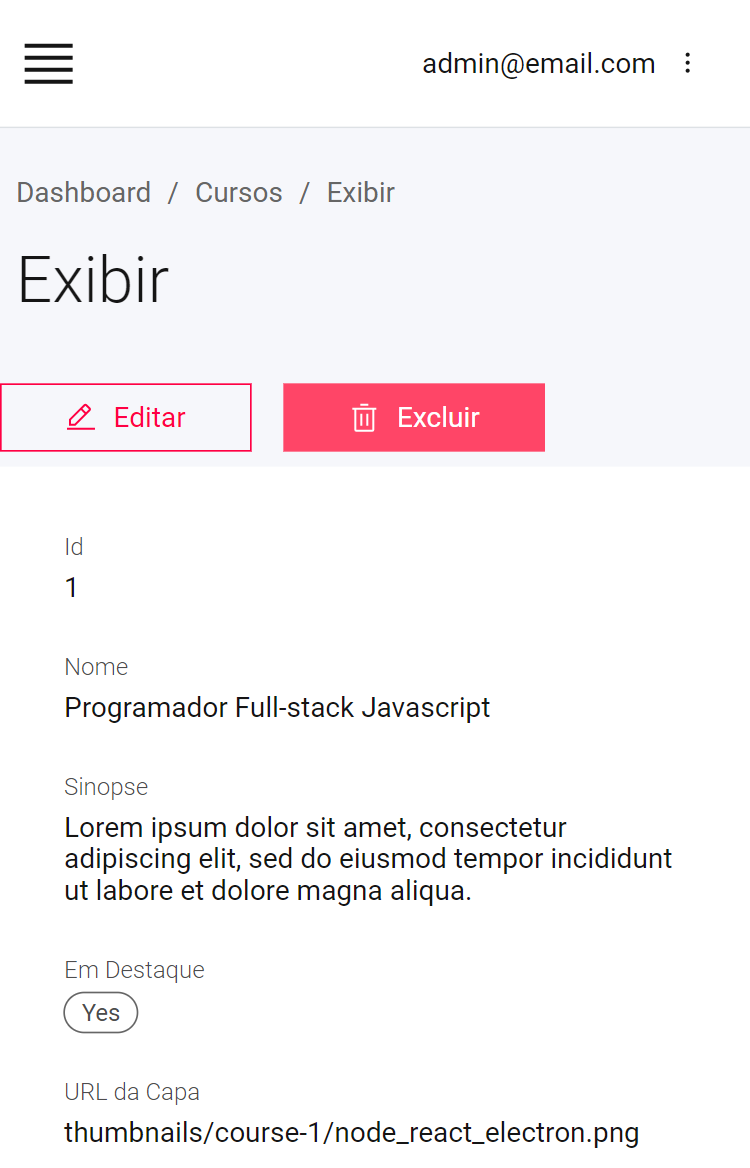 admin@email.com
Dashboard / Cursos / Exibir
Exibir
Editar
Excluir
Id
1
Nome
Programador Full-stack Javascript
Sinopse
Lorem ipsum dolor sit amet, consectetur
adipiscing elit, sed do eiusmod tempor incididunt
ut labore et dolore magna aliqua.
Em Destaque
Yes
URL da Capa
thumbnails/course-1/node_react_electron.png